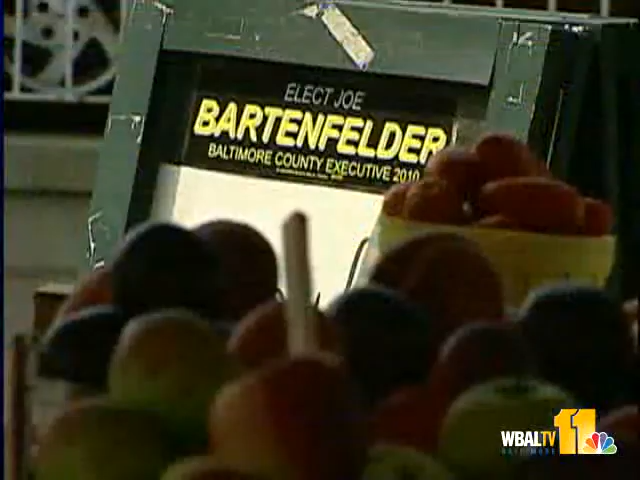 ELECT JOE
BARTENFELDER
BALTIMORE COUNTY EXECUTIVE 2010
WBALTV 11
BALTIMORE